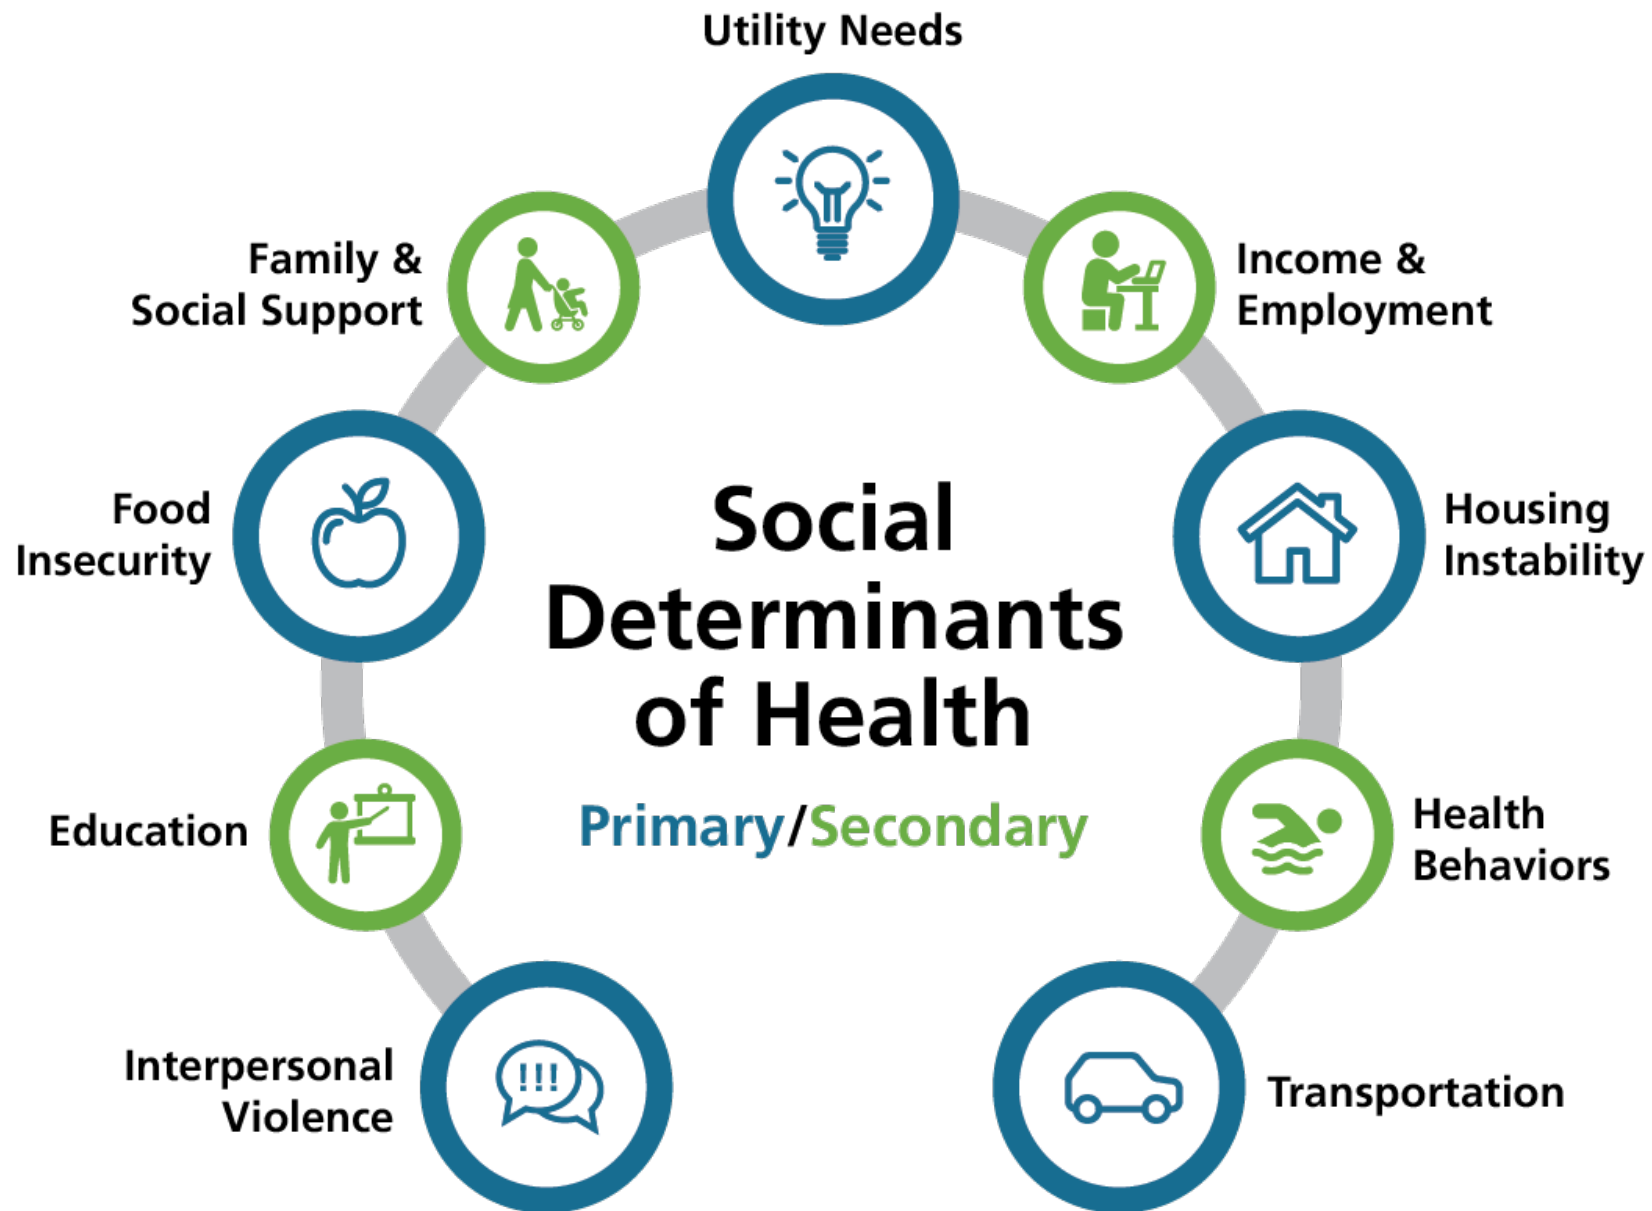 Utility Needs
Family &
Social Support
Income &
Employment
Food
Insecurity
Housing
Instability
Social
Determinants
of Health
Primary/Secondary
Education
Health
Behaviors
Interpersonal
Violence
!!!
Transportation